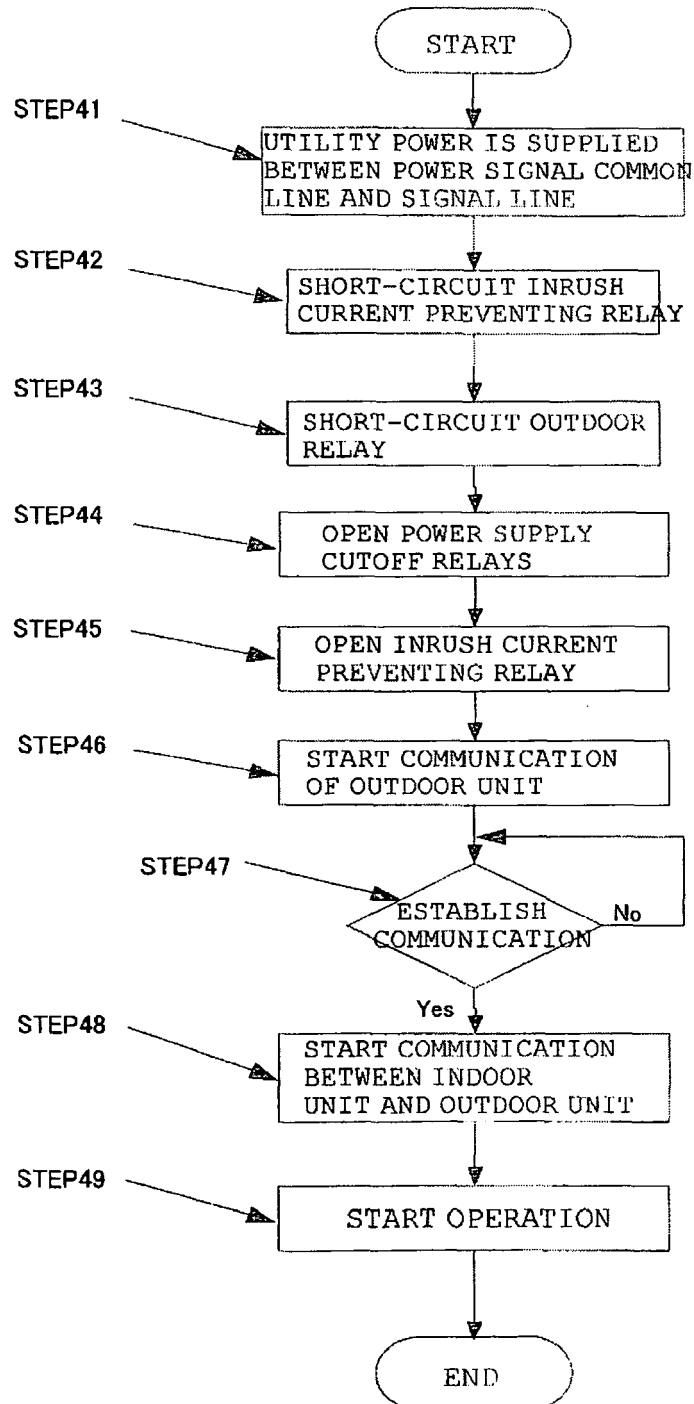 START
STEP41
UTILITY POWER IS SUPPLIED
BETWEEN POWER SIGNAL COMMON
LINE AND SIGNAL LINE
STEP42
SHORT-CIRCUIT INRUSH
CURRENT PREVENTING RELAY
STEP43
SHORT-CIRCUIT OUTDOOR
RELAY
STEP44
OPEN POWER SUPPLY
CUTOFF RELAYS
STEP45
OPEN INRUSH CURRENT
PREVENTING RELAY
STEP46
START COMMUNICATION
OF OUTDOOR UNIT
STEP47
ESTABLISH
COMMUNICATION
No
Yes
STEP48
START COMMUNICATION
BETWEEN INDOOR
UNIT AND OUTDOOR UNIT
STEP49
START OPERATION
END